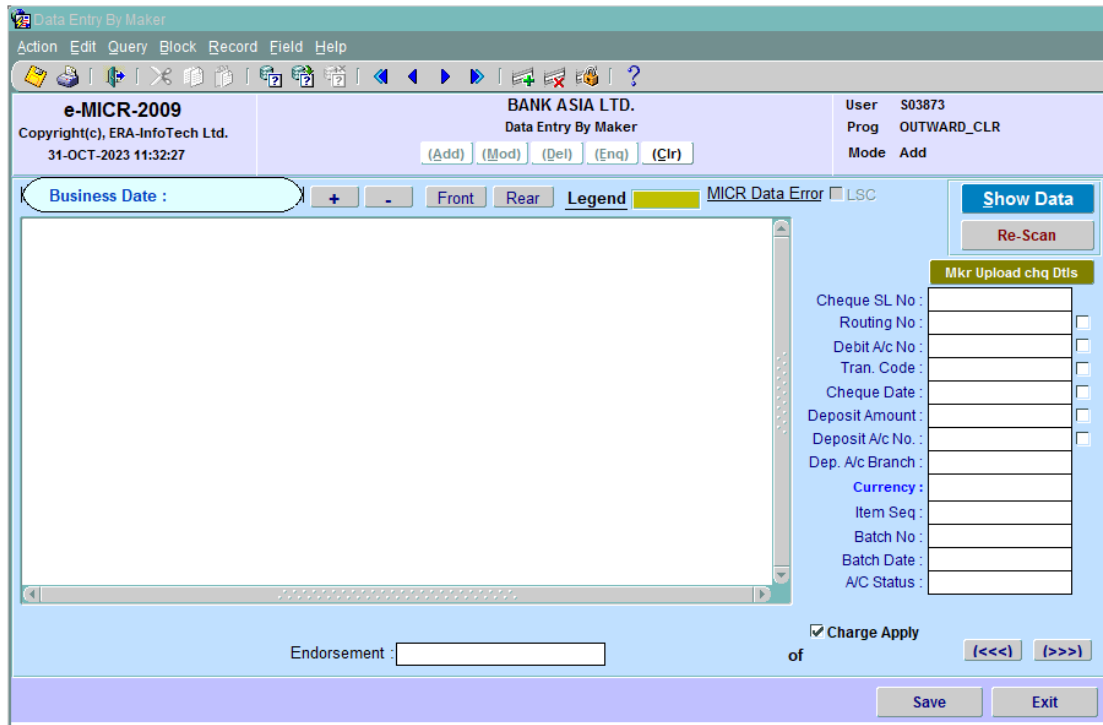 Data Entry By Maker
Action Edit Query Block Record Field Help
e-MICR-2009
Copyright(c), ERA-InfoTech Ltd.
31-OCT-2023 11:32:27
BANK ASIA LTD.
Data Entry By Maker
(Add) (Mod) (Del) (Enq) (Clr)
User S03873
Prog OUTWARD_CLR
Mode Add
Business Date :
+ - Front Rear Legend MICR Data Error LSC
Show Data
Re-Scan
Mkr Upload chq Dtls
Cheque SL No :
Routing No :
Debit A/c No :
Tran. Code :
Cheque Date :
Deposit Amount :
Deposit A/c No. :
Dep. A/c Branch :
Currency :
Item Seq :
Batch No :
Batch Date :
A/C Status :
Charge Apply
Endorsement :
of
(<<<) (>>>)
Save Exit